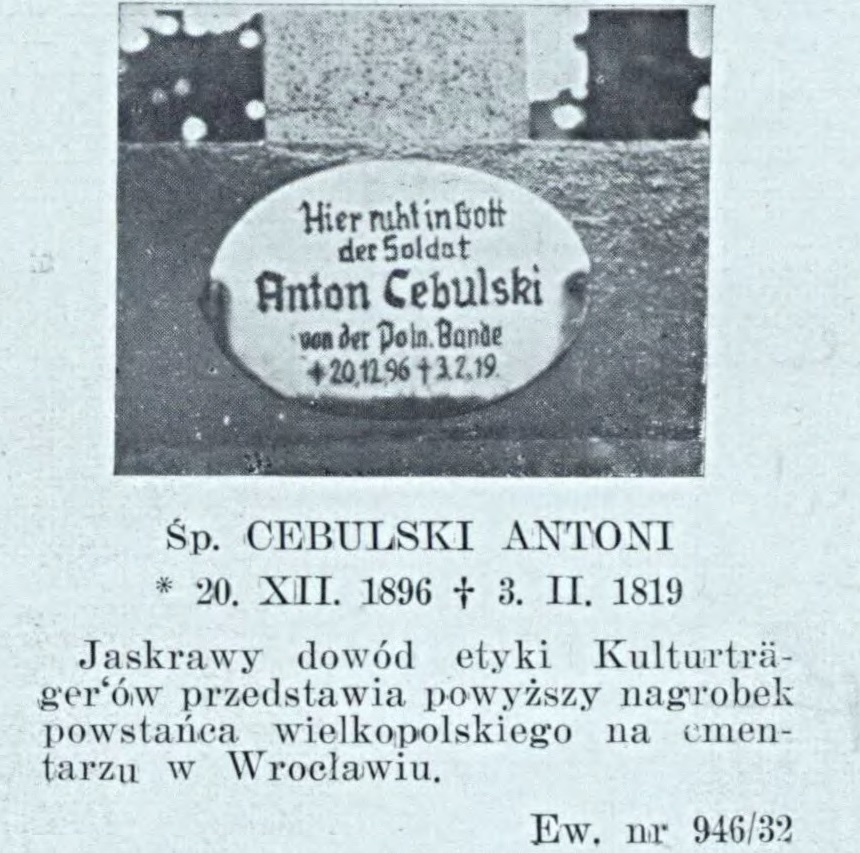 Hier ruht in Gott
der Soldat
Anton Cebulski
von der Poln. Bande
+ 20.12.96 † 3.2.19.
Śp. CEBULSKI ANTONI
* 20. XII. 1896 † 3. II. 1819
Jaskrawy dowód etyki Kulturträ-
ger‘ów przedstawia powyższy nagrobek
powstańca wielkopolskiego na cmen-
tarzu w Wrocławiu.
Ew. nr 946/32